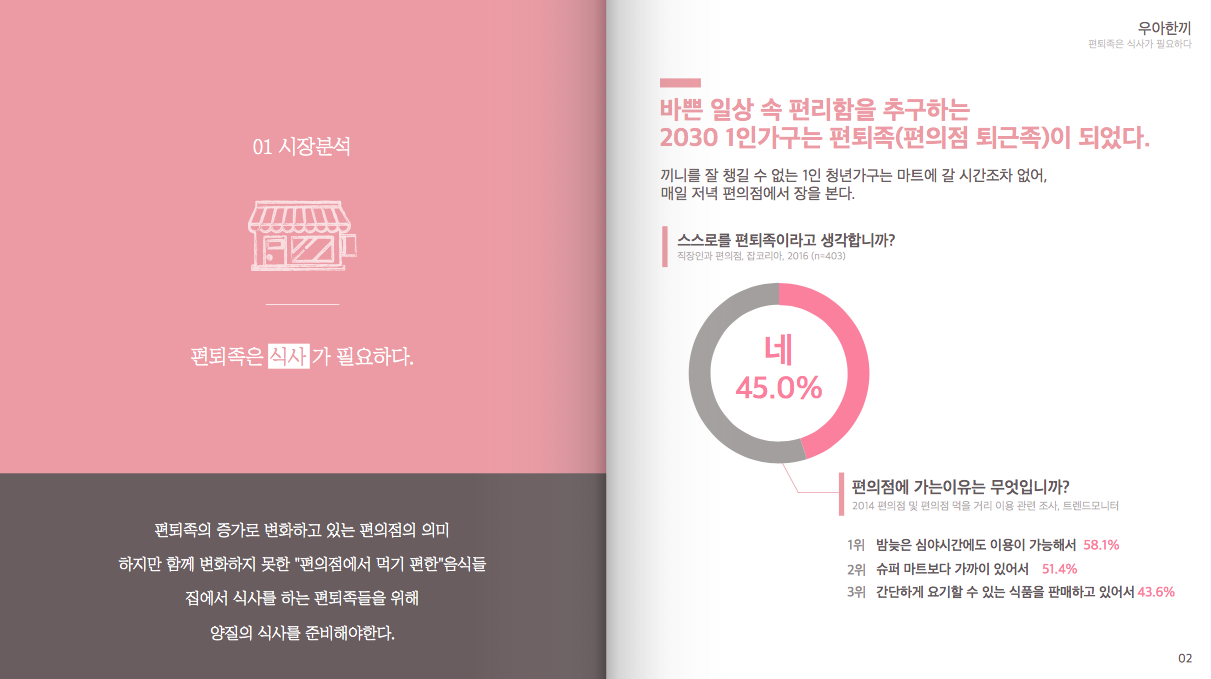 01 시장분석
편퇴족은 식사가 필요하다.
편퇴족의 증가로 변화하고 있는 편의점의 의미
하지만 함께 변화하지 못한 "편의점에서 먹기 편한"음식들
집에서 식사를 하는 편퇴족들을 위해
양질의 식사를 준비해야한다.
우아한끼
편퇴족은 식사가 필요하다
바쁜 일상 속 편리함을 추구하는
2030 1인가구는 편퇴족(편의점 퇴근족)이 되었다.
끼니를 잘 챙길 수 없는 1인 청년가구는 마트에 갈 시간조차 없어,
매일 저녁 편의점에서 장을 본다.
스스로를 편퇴족이라고 생각합니까?
직장인과 편의점, 잡코리아, 2016 (n=403)
네
45.0%
편의점에 가는이유는 무엇입니까?
2014 편의점 및 편의점 먹을 거리 이용 관련 조사, 트렌드모니터
1위 밤늦은 심야시간에도 이용이 가능해서 58.1%
2위 슈퍼 마트보다 가까이 있어서 51.4%
3위 간단하게 요기할 수 있는 식품을 판매하고 있어서 43.6%
02